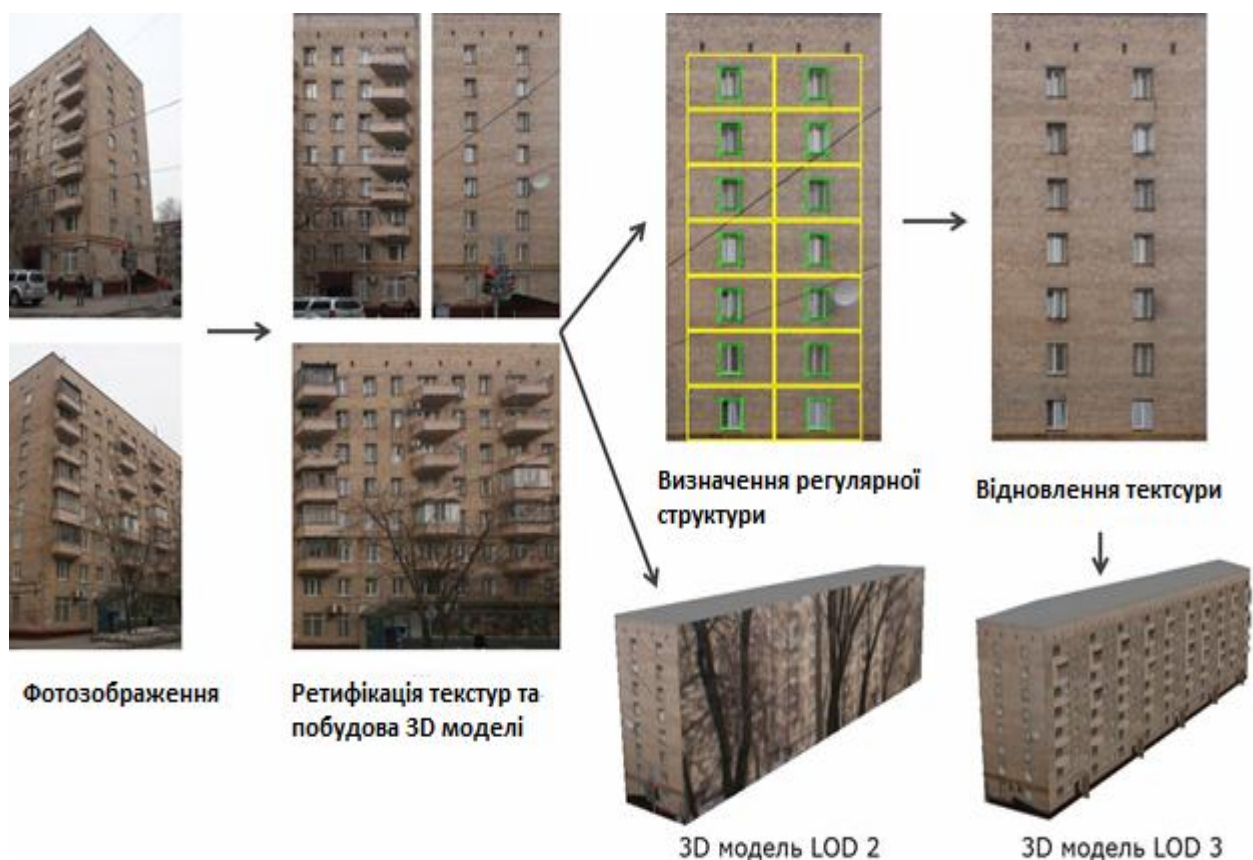 Визначення регулярної
структури
Відновлення тектсури
Фотозображення
Ретифікація текстур та
побудова 3D моделі
3D модель LOD 2
3D модель LOD 3